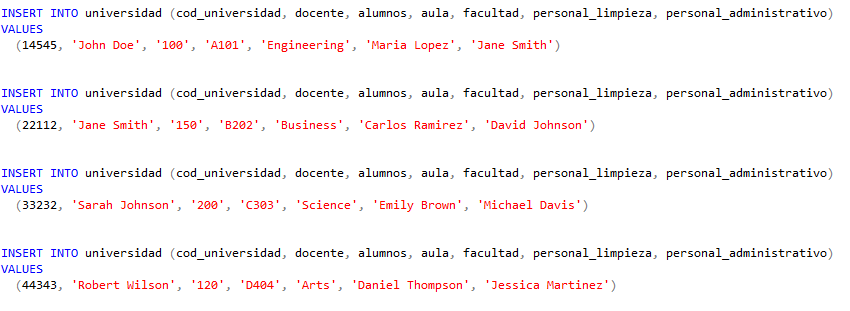 INSERT INTO universidad (cod_universidad, docente, alumnos, aula, facultad, personal_limpieza, personal_administrativo)
VALUES
(14545, 'John Doe', '100', 'A101', 'Engineering', 'Maria Lopez', 'Jane Smith')
INSERT INTO universidad (cod_universidad, docente, alumnos, aula, facultad, personal_limpieza, personal_administrativo)
VALUES
(22112, 'Jane Smith', '150', 'B202', 'Business', 'Carlos Ramirez', 'David Johnson')
INSERT INTO universidad (cod_universidad, docente, alumnos, aula, facultad, personal_limpieza, personal_administrativo)
VALUES
(33232, 'Sarah Johnson', '200', 'C303', 'Science', 'Emily Brown', 'Michael Davis')
INSERT INTO universidad (cod_universidad, docente, alumnos, aula, facultad, personal_limpieza, personal_administrativo)
VALUES
(44343, 'Robert Wilson', '120', 'D404', 'Arts', 'Daniel Thompson', 'Jessica Martinez')